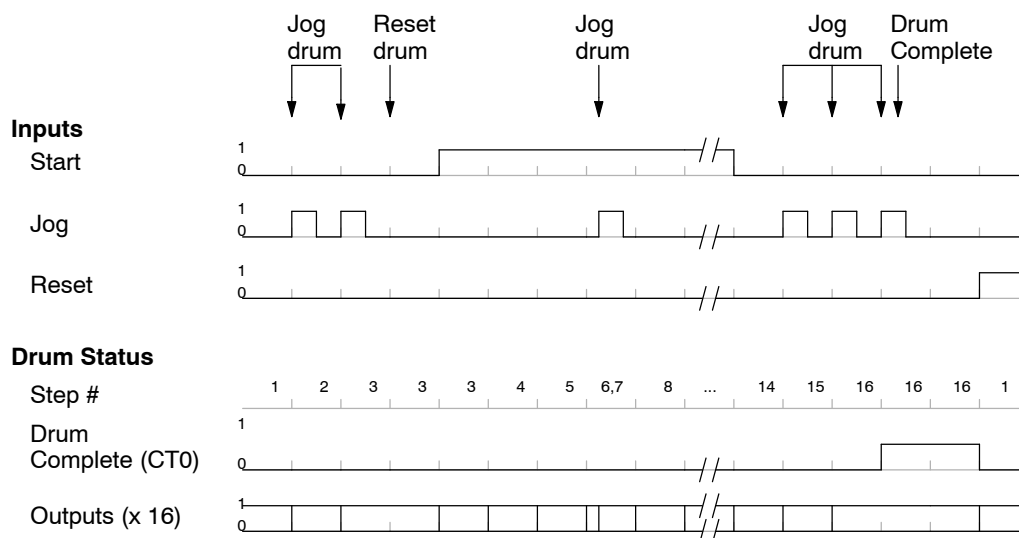 Jog drum
Reset drum
Jog drum
Jog drum
Drum Complete
Inputs
Start
1
0
Jog
1
0
Reset
1
0
Drum Status
Step #
1 2 3 3 3 4 5 6,7 8 ... 14 15 16 16 16 1
Drum Complete (CT0)
1
0
Outputs (x 16)
1
0